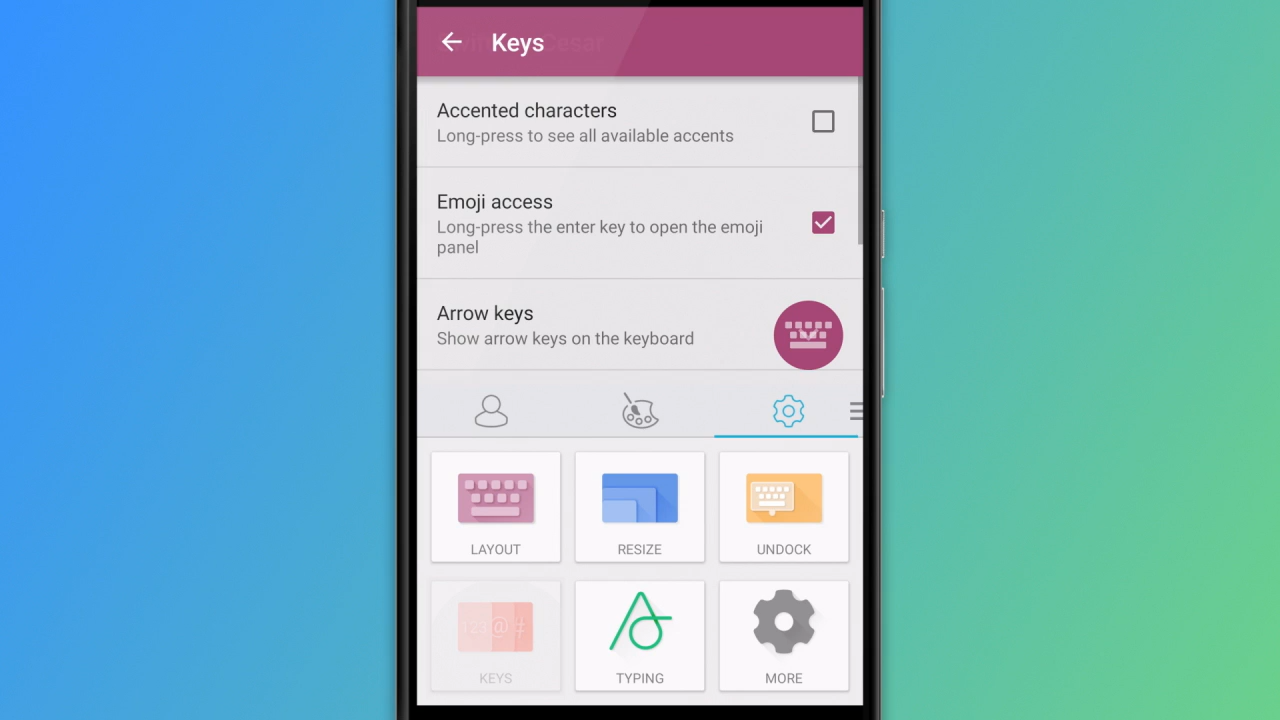 Keys
Accented characters
Long-press to see all available accents
Emoji access
Long-press the enter key to open the emoji
panel
Arrow keys
Show arrow keys on the keyboard
LAYOUT
RESIZE
UNDOCK
123 @ #
KEYS
TYPING
MORE